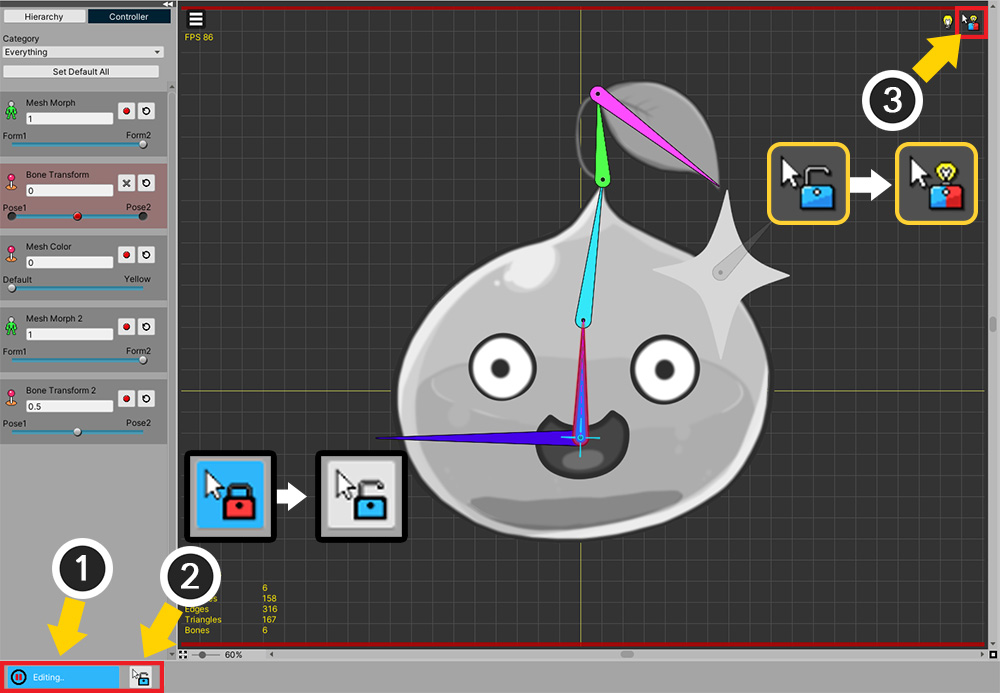 Hierarchy
Controller
Category
Everything
Set Default All
Mesh Morph
1
Form1
Form2
Bone Transform
0
Pose1
Pose2
Mesh Color
0
Default
Yellow
Mesh Morph 2
1
Form1
Form2
Bone Transform 2
0.5
Pose1
Pose2
FPS 86
3
1
2
6
158
Edges 316
Triangles 167
Bones 6
60%
Editing..